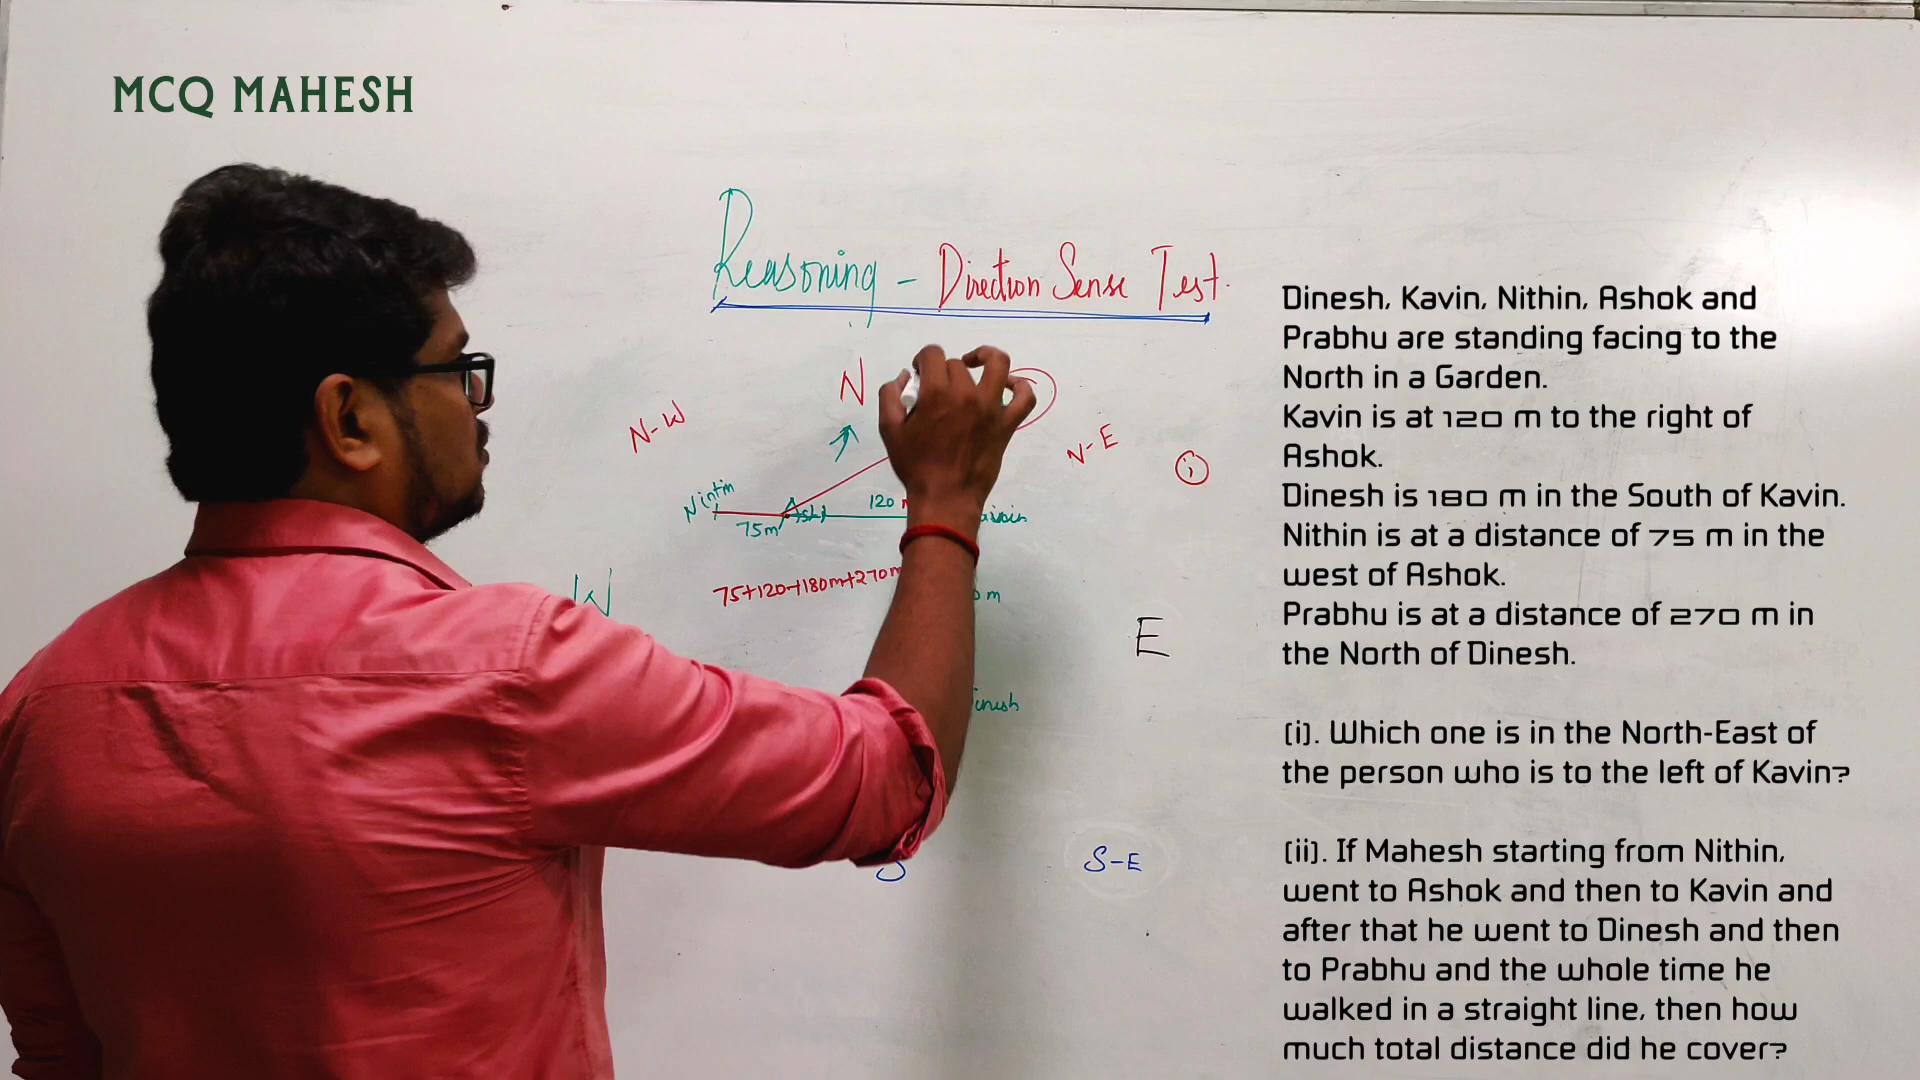 MCQ MAHESH
Reasoning - Direction Sense Test.
N
N-W
N-E
(i)
120
75m
75+120+180m+270m
W
E
S-E
Dinesh, Kavin, Nithin, Ashok and
Prabhu are standing facing to the
North in a Garden.
Kavin is at 120 m to the right of
Ashok.
Dinesh is 180 m in the South of Kavin.
Nithin is at a distance of 75 m in the
west of Ashok.
Prabhu is at a distance of 270 m in
the North of Dinesh.
(i). Which one is in the North-East of
the person who is to the left of Kavin?
(ii). If Mahesh starting from Nithin,
went to Ashok and then to Kavin and
after that he went to Dinesh and then
to Prabhu and the whole time he
walked in a straight line, then how
much total distance did he cover?